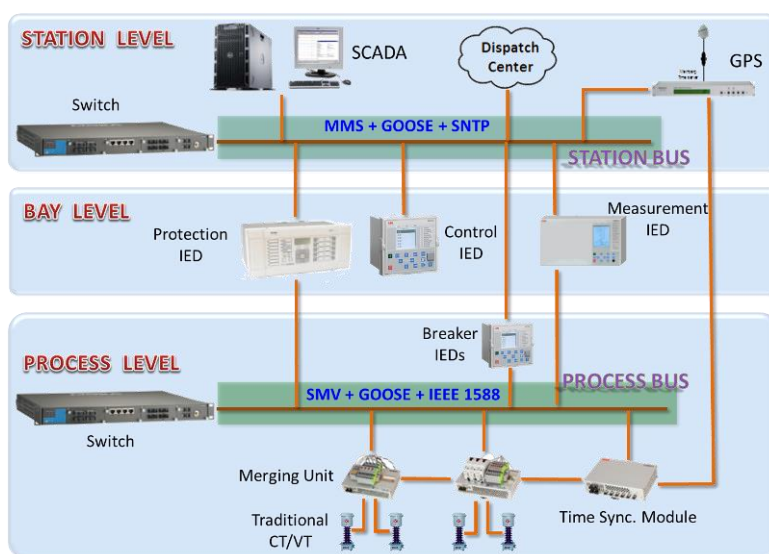 STATION LEVEL
SCADA
Dispatch
Center
GPS
Switch
MMS + GOOSE + SNTP
STATION BUS
BAY LEVEL
Protection
IED
Control
IED
Measurement
IED
Breaker
IEDs
PROCESS LEVEL
PROCESS BUS
SMV + GOOSE + IEEE 1588
Switch
Merging Unit
Traditional
CT/VT
Time Sync. Module